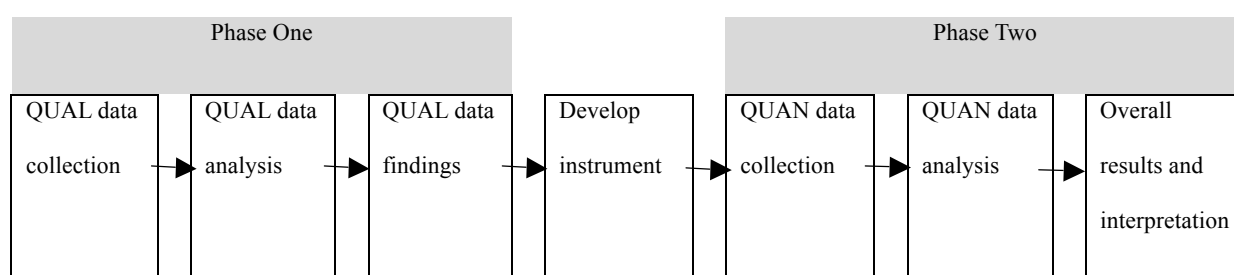 Phase One
Phase Two
QUAL data
collection
QUAL data
analysis
QUAL data
findings
Develop
instrument
QUAN data
collection
QUAN data
analysis
Overall
results and
interpretation